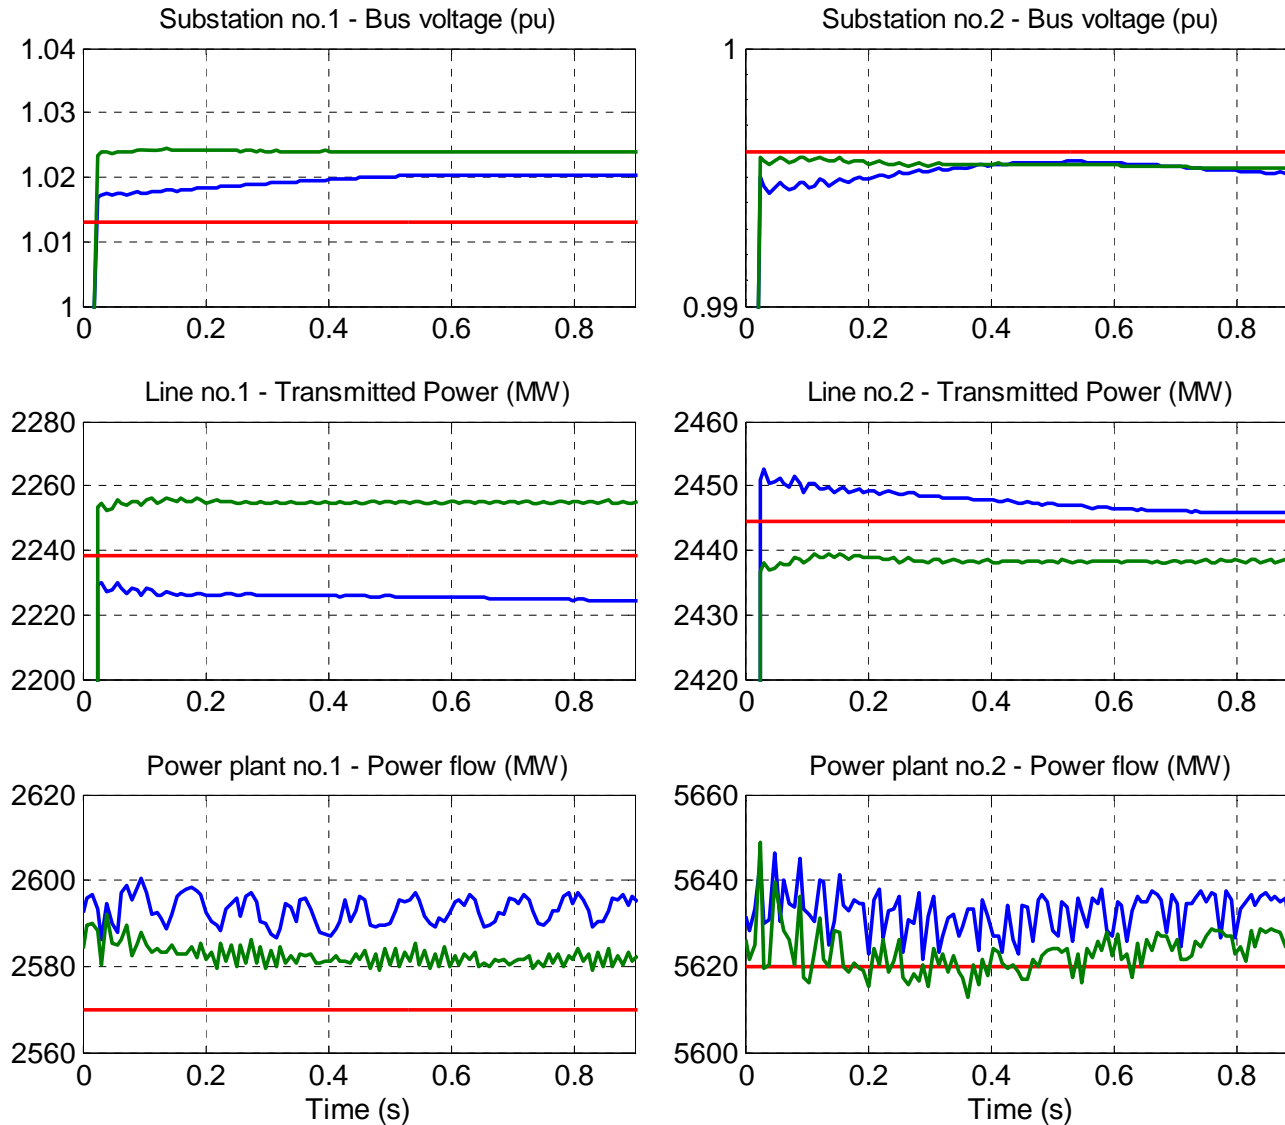 Substation no.1 - Bus voltage (pu)
1.04
1.03
1.02
1.01
1
0 0.2 0.4 0.6 0.8
Substation no.2 - Bus voltage (pu)
1
0.99
0 0.2 0.4 0.6 0.8
Line no.1 - Transmitted Power (MW)
2280
2260
2240
2220
2200
0 0.2 0.4 0.6 0.8
Line no.2 - Transmitted Power (MW)
2460
2450
2440
2430
2420
0 0.2 0.4 0.6 0.8
Power plant no.1 - Power flow (MW)
2620
2600
2580
2560
0 0.2 0.4 0.6 0.8
Time (s)
Power plant no.2 - Power flow (MW)
5660
5640
5620
5600
0 0.2 0.4 0.6 0.8
Time (s)